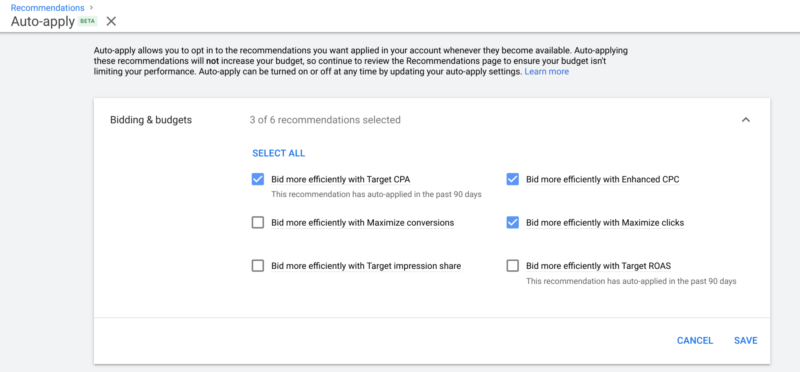 Recommendations >
Auto-apply BETA
Auto-apply allows you to opt in to the recommendations you want applied in your account whenever they become available. Auto-applying
these recommendations will not increase your budget, so continue to review the Recommendations page to ensure your budget isn't
limiting your performance. Auto-apply can be turned on or off at any time by updating your auto-apply settings. Learn more
Bidding & budgets 3 of 6 recommendations selected
SELECT ALL
Bid more efficiently with Target CPA Bid more efficiently with Enhanced CPC
This recommendation has auto-applied in the past 90 days
Bid more efficiently with Maximize conversions Bid more efficiently with Maximize clicks
Bid more efficiently with Target impression share Bid more efficiently with Target ROAS
This recommendation has auto-applied in the past 90 days
CANCEL SAVE